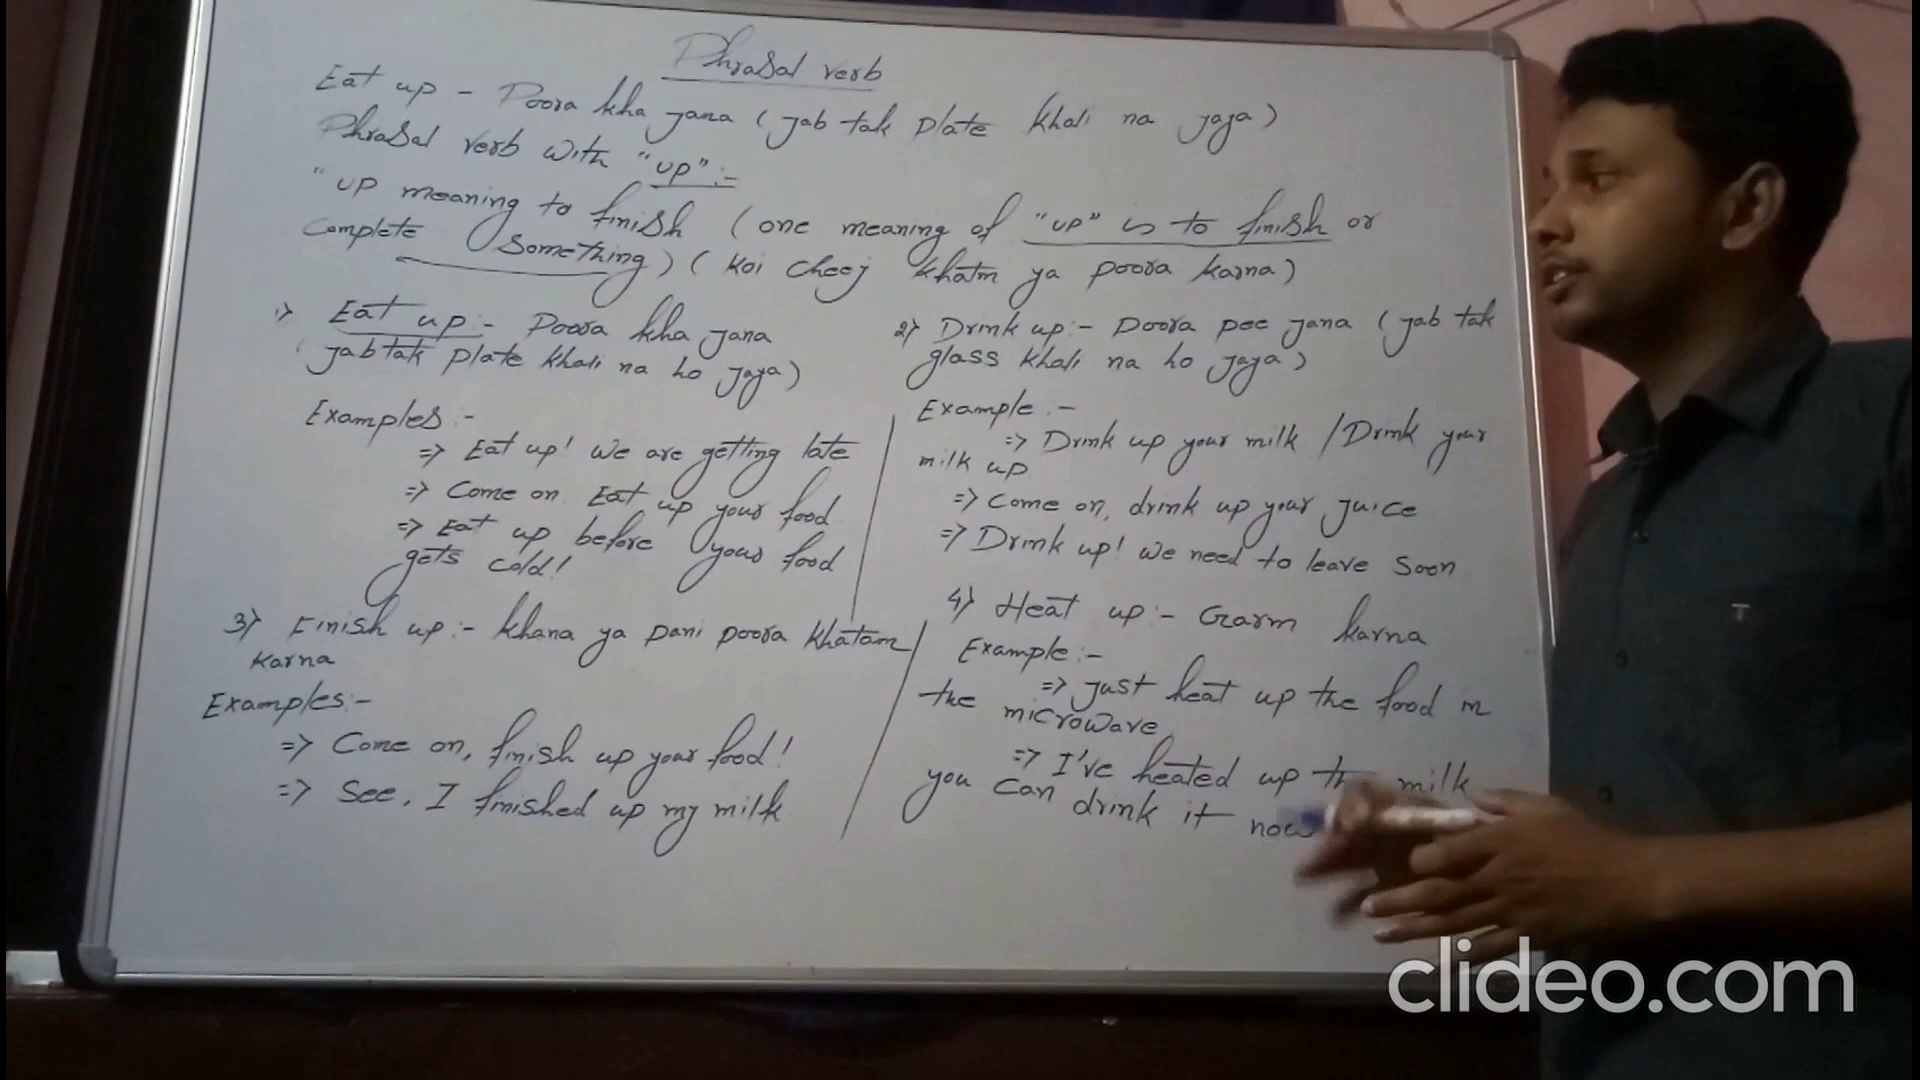 Phrasal verb
Eat up - Poora kha jana (jab tak plate khali na jaya)
Phrasal verb with "up" :-
"up meaning to finish (one meaning of "up" is to finish or
complete something) (koi cheej khatm ya poora karna)
1) Eat up :- Poora kha jana
(jab tak plate khali na ho jaya)
Examples :-
=> Eat up! we are getting late
=> Come on Eat up your food
=> Eat up before your food
gets cold!
2) Drink up :- poora pee jana (jab tak
glass khali na ho jaya)
Example :-
=> Drink up your milk / Drink your
milk up
=> Come on, drink up your juice
=> Drink up! we need to leave soon
3) Finish up :- khana ya pani poora khatam
karna
Examples :-
=> Come on, finish up your food!
=> See, I finished up my milk
4) Heat up :- Garm karna
Example :-
=> just heat up the food in
the microwave
=> I've heated up the milk
you can drink it now
T
clideo.com